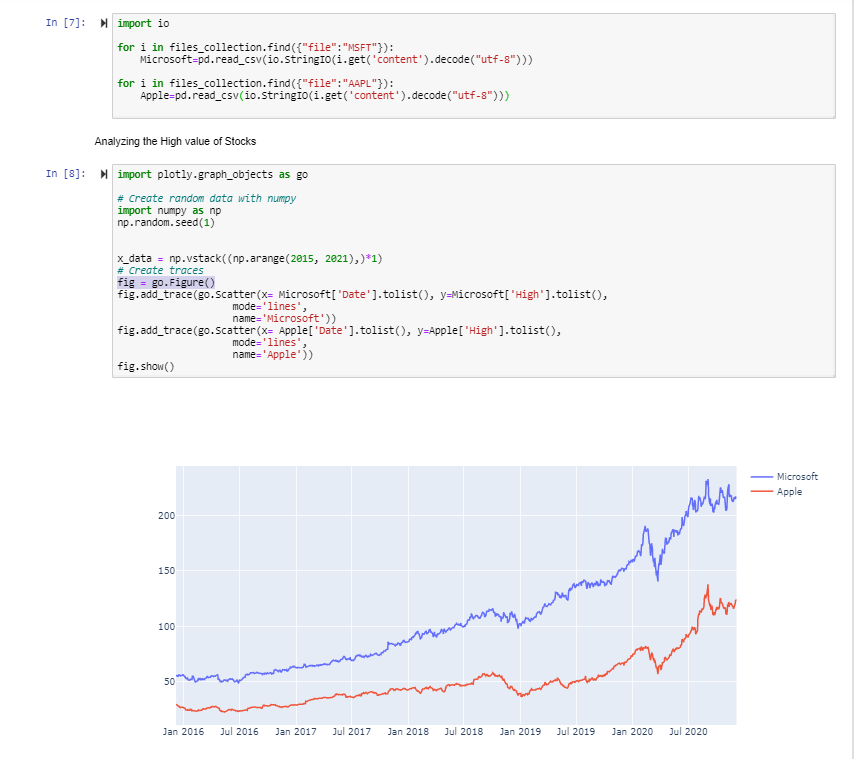 In [7]:
import io
for i in files_collection.find({"file":"MSFT"}):
    Microsoft=pd.read_csv(io.StringIO(i.get('content').decode("utf-8")))
for i in files_collection.find({"file":"AAPL"}):
    Apple=pd.read_csv(io.StringIO(i.get('content').decode("utf-8")))
Analyzing the High value of Stocks
In [8]:
import plotly.graph_objects as go
# Create random data with numpy
import numpy as np
np.random.seed(1)
x_data = np.vstack((np.arange(2015, 2021),)*1)
# Create traces
fig = go.Figure()
fig.add_trace(go.Scatter(x= Microsoft['Date'].tolist(), y=Microsoft['High'].tolist(),
                    mode='lines',
                    name='Microsoft'))
fig.add_trace(go.Scatter(x= Apple['Date'].tolist(), y=Apple['High'].tolist(),
                    mode='lines',
                    name='Apple'))
fig.show()
Microsoft
Apple
200
150
100
50
Jan 2016 Jul 2016 Jan 2017 Jul 2017 Jan 2018 Jul 2018 Jan 2019 Jul 2019 Jan 2020 Jul 2020